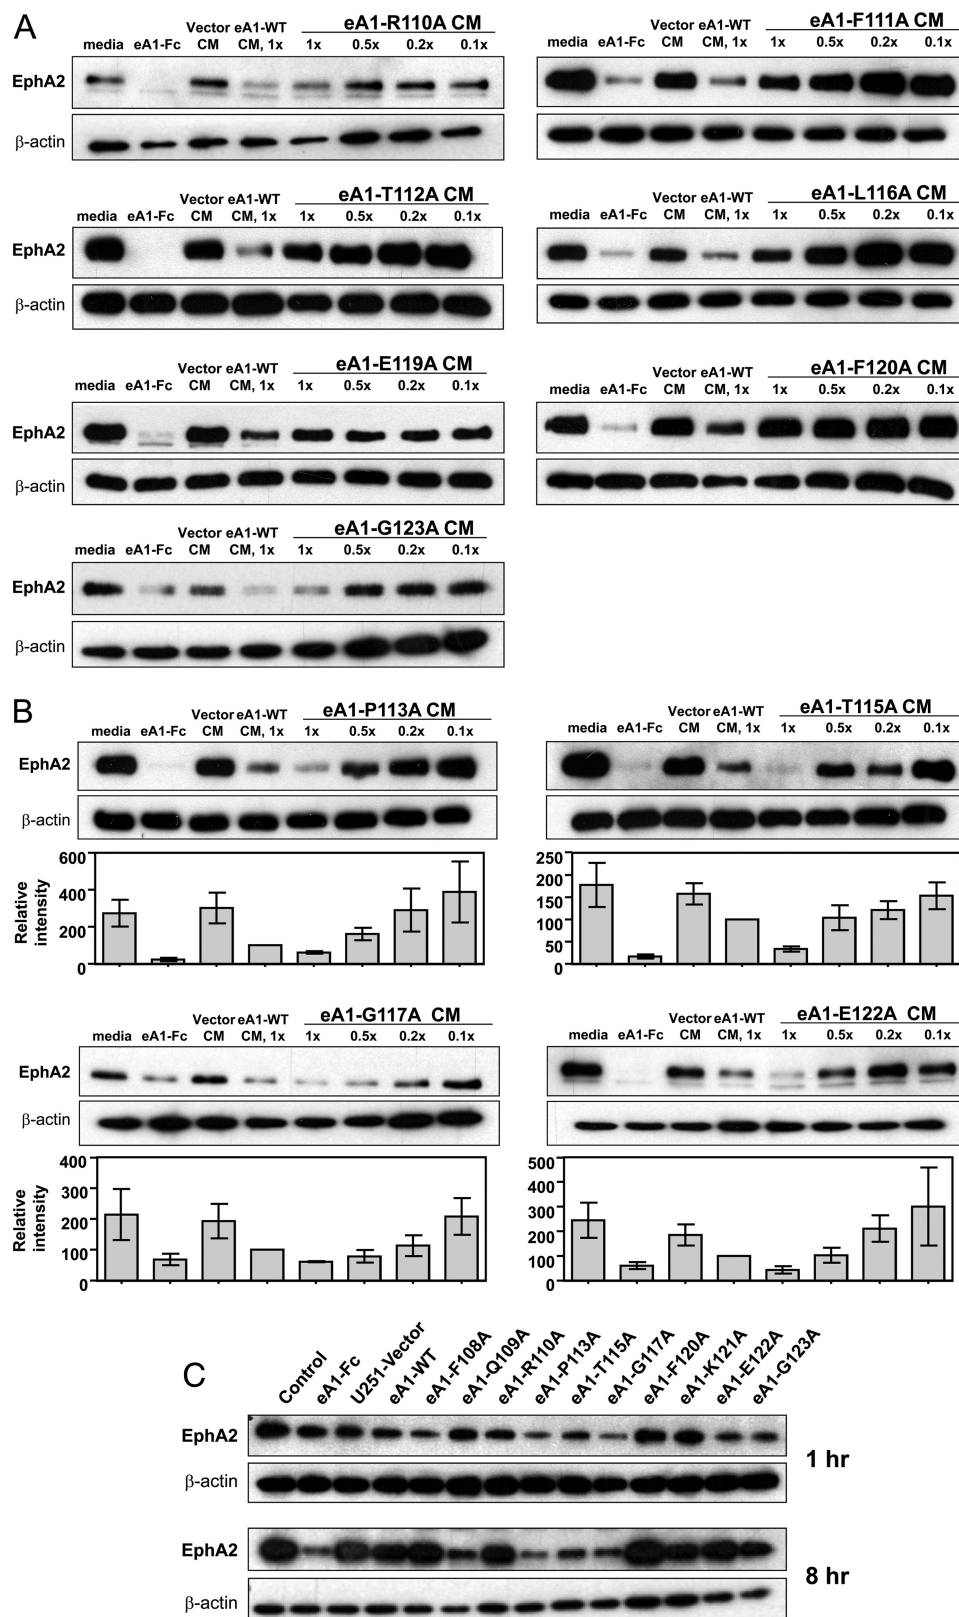 A
eA1-R110A CM
Vector eA1-WT
media eA1-Fc CM CM, 1x 1x 0.5x 0.2x 0.1x
EphA2
β-actin
eA1-F111A CM
Vector eA1-WT
media eA1-Fc CM CM, 1x 1x 0.5x 0.2x 0.1x
eA1-T112A CM
Vector eA1-WT
media eA1-Fc CM CM, 1x 1x 0.5x 0.2x 0.1x
EphA2
β-actin
eA1-L116A CM
Vector eA1-WT
media eA1-Fc CM CM, 1x 1x 0.5x 0.2x 0.1x
eA1-E119A CM
Vector eA1-WT
media eA1-Fc CM CM, 1x 1x 0.5x 0.2x 0.1x
EphA2
β-actin
eA1-F120A CM
Vector eA1-WT
media eA1-Fc CM CM, 1x 1x 0.5x 0.2x 0.1x
eA1-G123A CM
Vector eA1-WT
media eA1-Fc CM CM, 1x 1x 0.5x 0.2x 0.1x
EphA2
β-actin
B
eA1-P113A CM
Vector eA1-WT
media eA1-Fc CM CM, 1x 1x 0.5x 0.2x 0.1x
EphA2
β-actin
Relative
intensity
600
400
200
0
eA1-T115A CM
Vector eA1-WT
media eA1-Fc CM CM, 1x 1x 0.5x 0.2x 0.1x
250
200
150
100
50
0
eA1-G117A CM
Vector eA1-WT
media eA1-Fc CM CM, 1x 1x 0.5x 0.2x 0.1x
EphA2
β-actin
Relative
intensity
400
300
200
100
0
eA1-E122A CM
Vector eA1-WT
media eA1-Fc CM CM, 1x 1x 0.5x 0.2x 0.1x
500
400
300
200
100
0
C
Control
eA1-Fc
U251-Vector
eA1-WT
eA1-F108A
eA1-Q109A
eA1-R110A
eA1-P113A
eA1-T115A
eA1-G117A
eA1-F120A
eA1-K121A
eA1-E122A
eA1-G123A
EphA2
β-actin
1 hr
EphA2
β-actin
8 hr